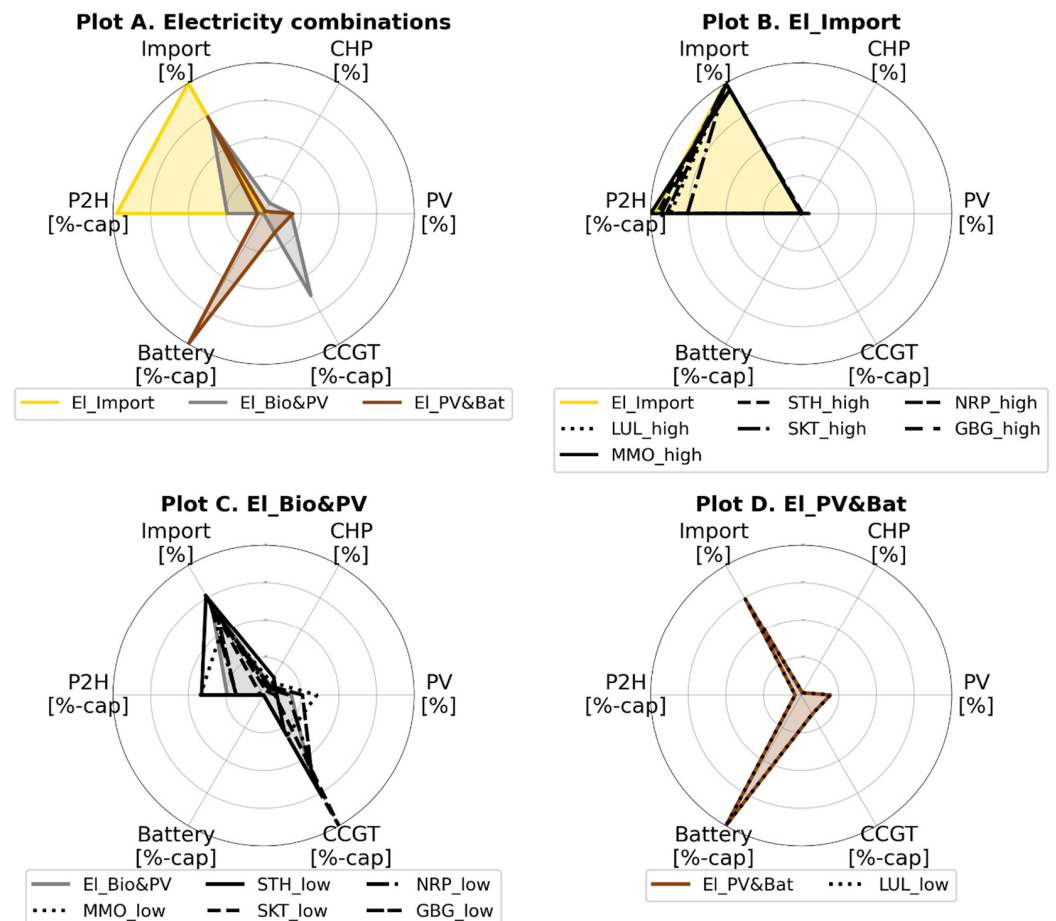 Plot A. Electricity combinations
Import
[%]
CHP
[%]
P2H
[%-cap]
PV
[%]
Battery
[%-cap]
CCGT
[%-cap]
El_Import El_Bio&PV El_PV&Bat
Plot B. El_Import
Import
[%]
CHP
[%]
P2H
[%-cap]
PV
[%]
Battery
[%-cap]
CCGT
[%-cap]
El_Import STH_high NRP_high
LUL_high SKT_high GBG_high
MMO_high
Plot C. El_Bio&PV
Import
[%]
CHP
[%]
P2H
[%-cap]
PV
[%]
Battery
[%-cap]
CCGT
[%-cap]
El_Bio&PV STH_low NRP_low
MMO_low SKT_low GBG_low
Plot D. El_PV&Bat
Import
[%]
CHP
[%]
P2H
[%-cap]
PV
[%]
Battery
[%-cap]
CCGT
[%-cap]
El_PV&Bat LUL_low